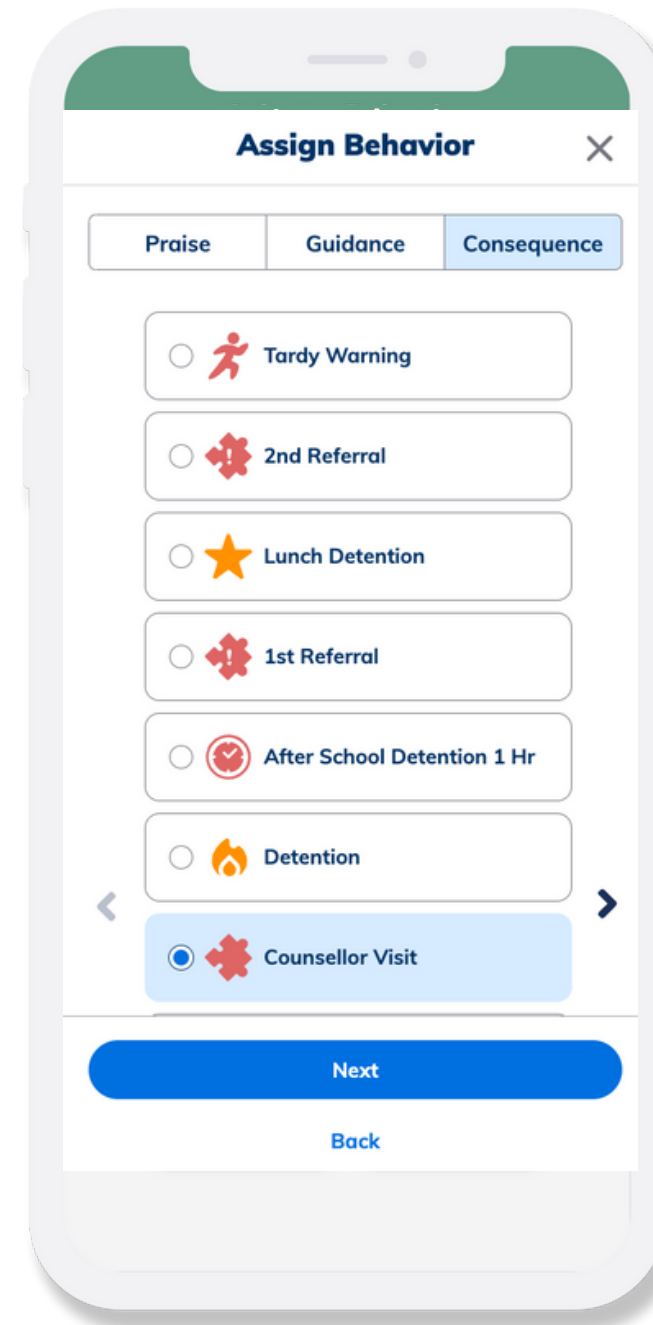 Assign Behavior
Praise Guidance Consequence
Tardy Warning
2nd Referral
Lunch Detention
1st Referral
After School Detention 1 Hr
Detention
Counsellor Visit
Next
Back